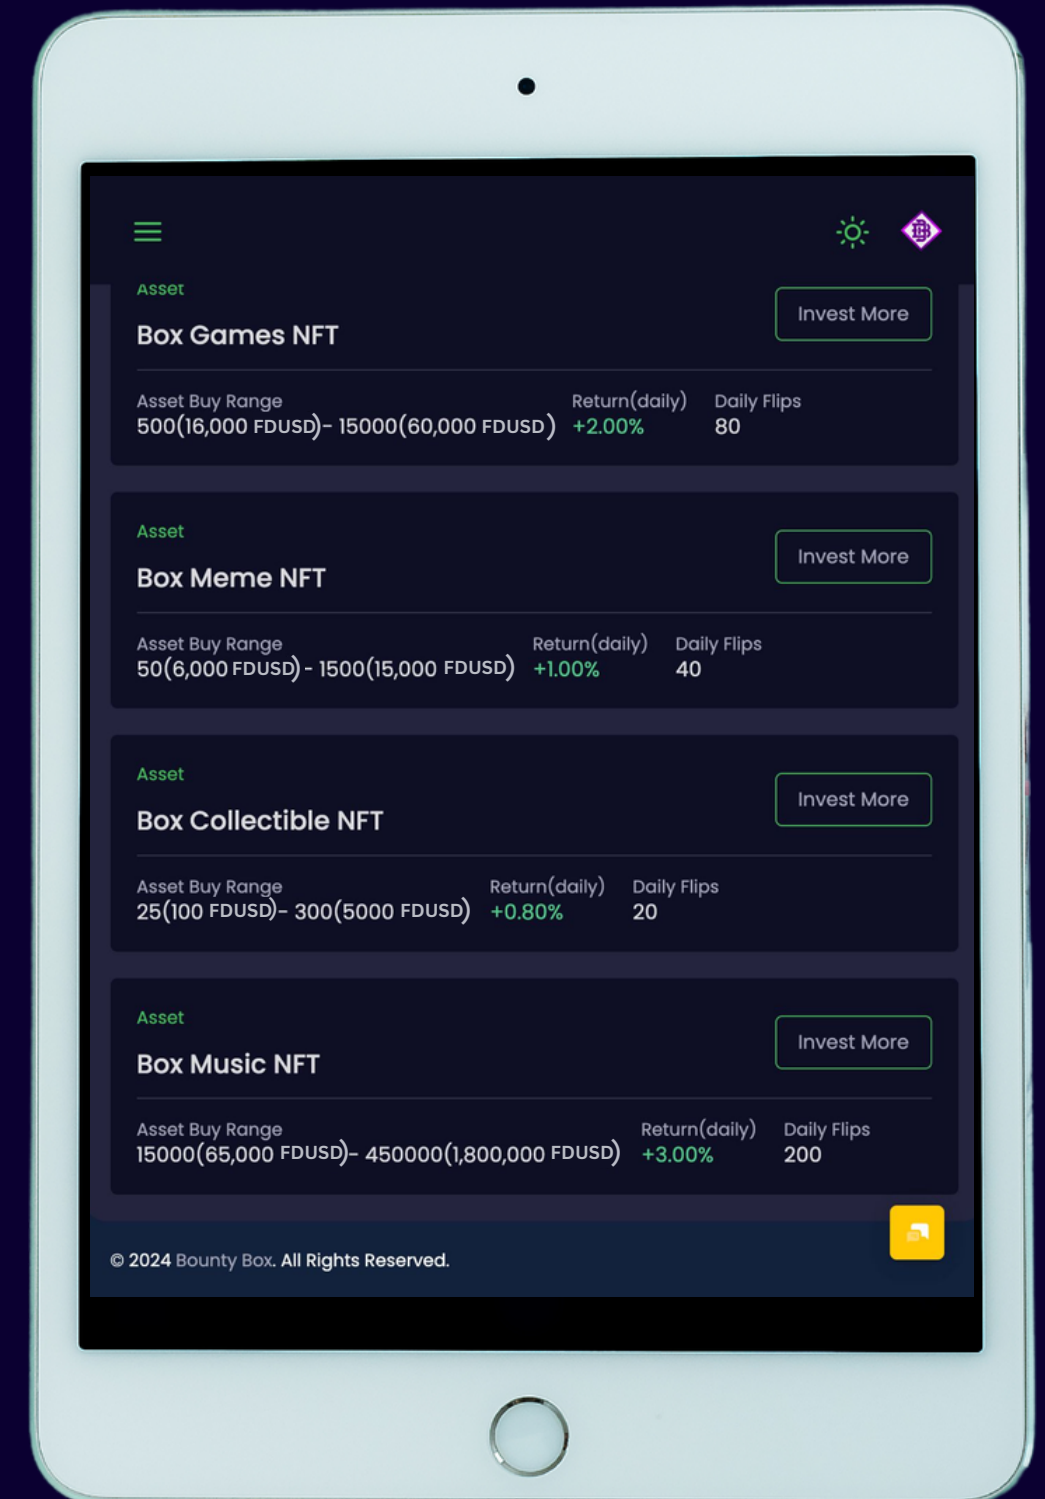 Asset
Invest More
Box Games NFT
Asset Buy Range Return(daily) Daily Flips
500(16,000 FDUSD)- 15000(60,000 FDUSD) +2.00% 80
Asset
Invest More
Box Meme NFT
Asset Buy Range Return(daily) Daily Flips
50(6,000 FDUSD)- 1500(15,000 FDUSD) +1.00% 40
Asset
Invest More
Box Collectible NFT
Asset Buy Range Return(daily) Daily Flips
25(100 FDUSD)- 300(5000 FDUSD) +0.80% 20
Asset
Invest More
Box Music NFT
Asset Buy Range Return(daily) Daily Flips
15000(65,000 FDUSD)- 450000(1,800,000 FDUSD) +3.00% 200
© 2024 Bounty Box. All Rights Reserved.